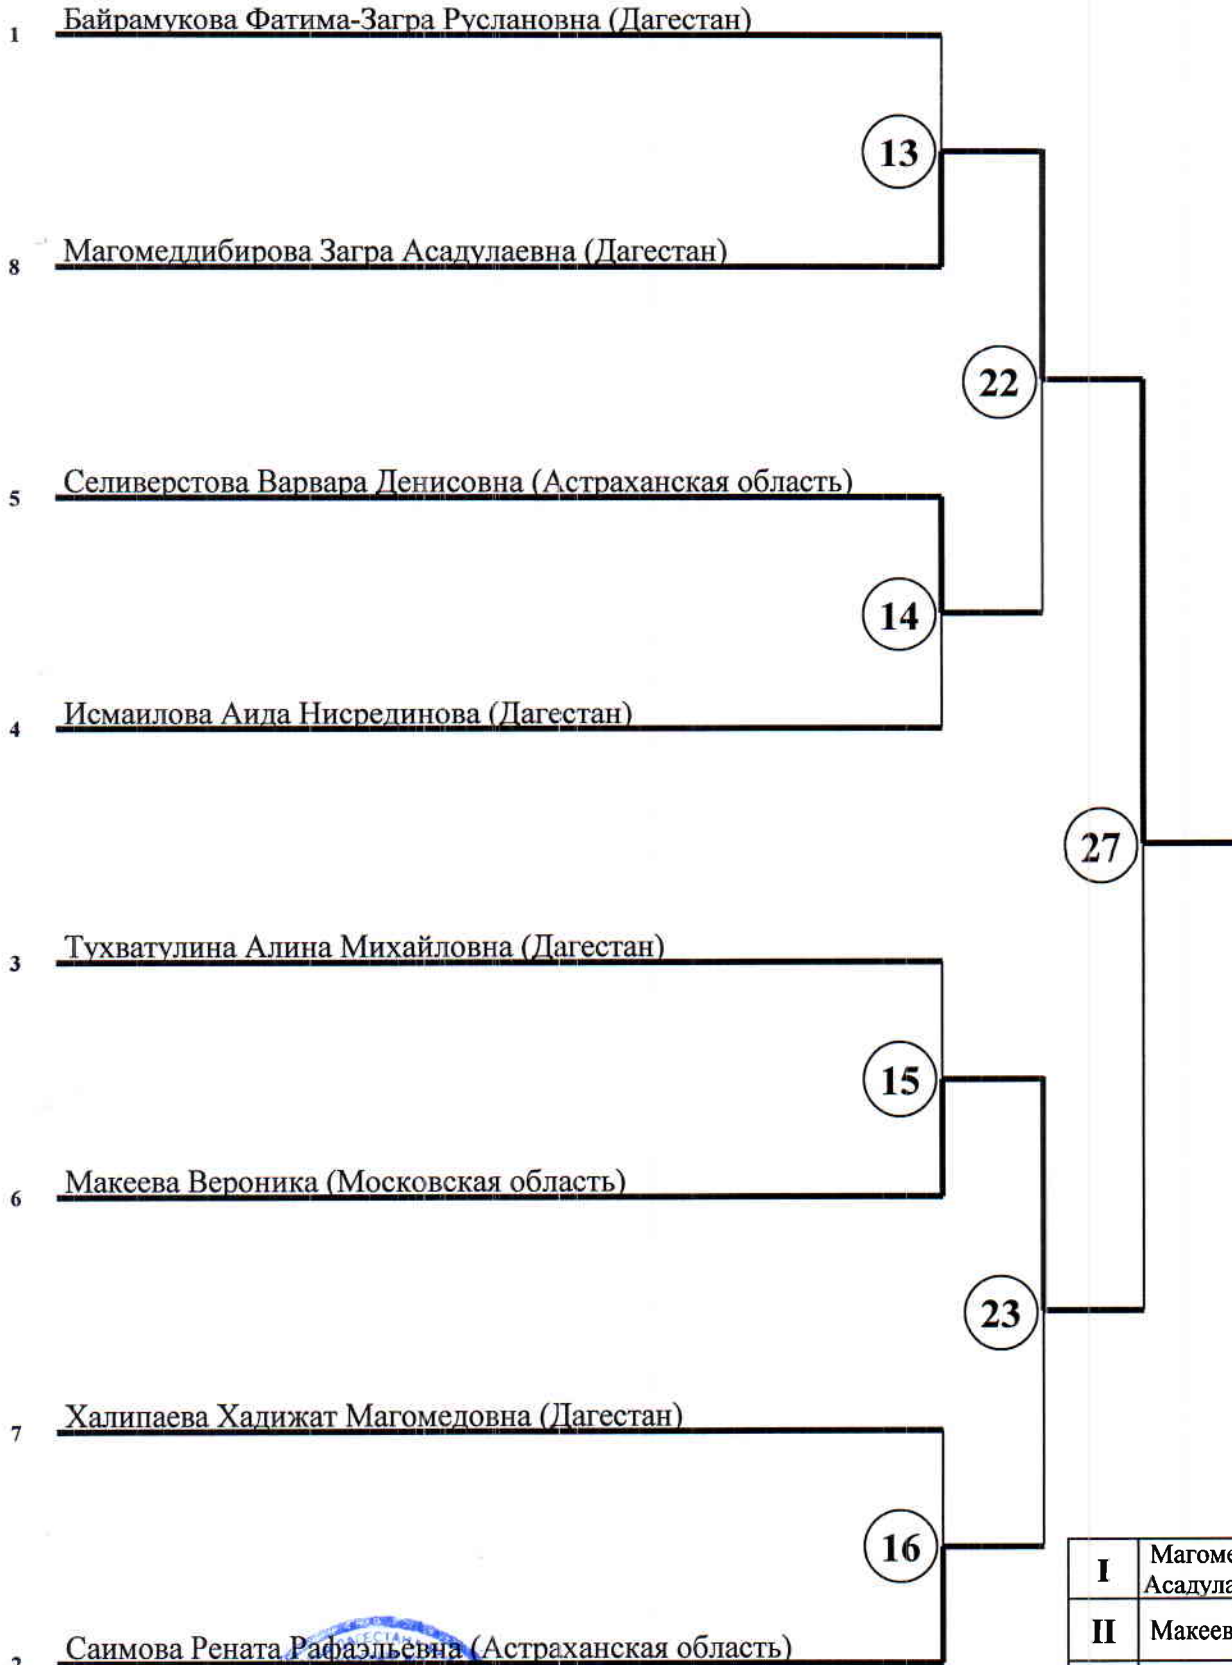 1 Байрамукова Фатима-Загра Руслановна (Дагестан)
13
8 Магомеддибирова Загра Асадулаевна (Дагестан)
22
5 Селиверстова Варвара Денисовна (Астраханская область)
14
4 Исмаилова Аида Нисрединова (Дагестан)
27
3 Тухватулина Алина Михайловна (Дагестан)
15
6 Макеева Вероника (Московская область)
23
7 Халипаева Хадижат Магомедовна (Дагестан)
16
I
II
Саимова Рената Рафаэльевна (Астраханская область)